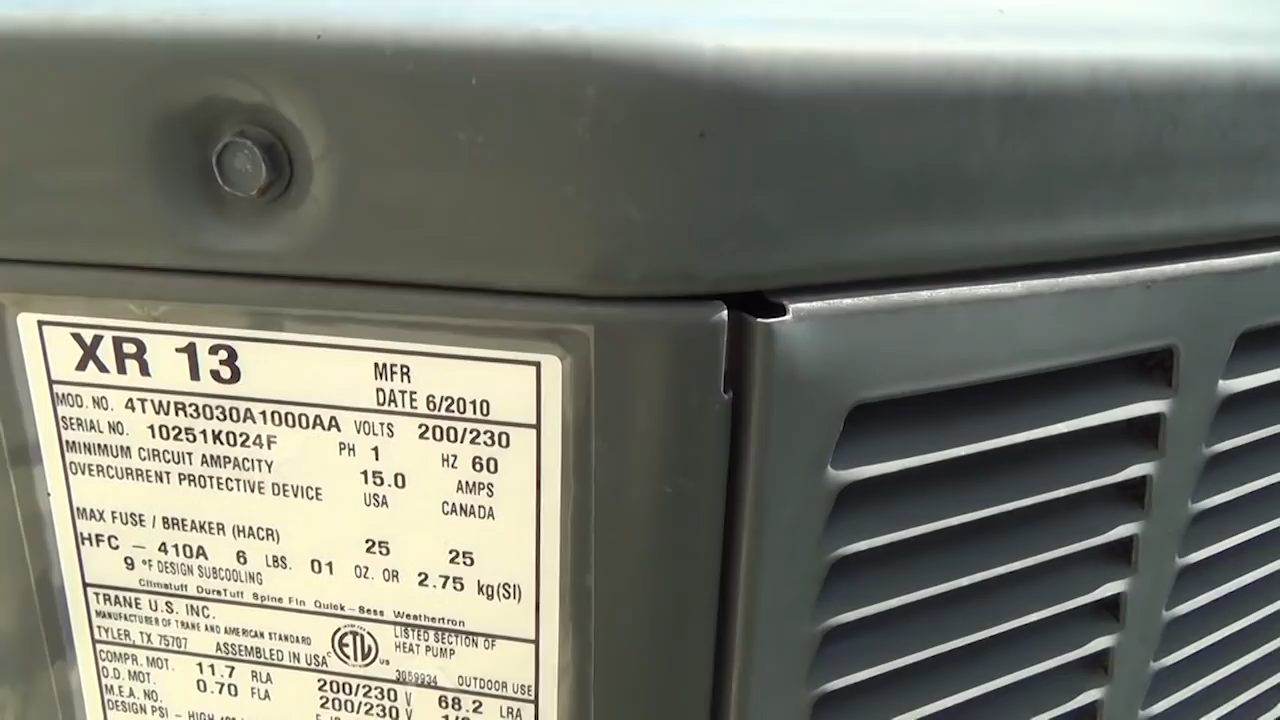 XR 13
MFR
DATE 6/2010
MOD. NO. 4TWR3030A1000AA VOLTS 200/230
SERIAL NO. 10251K024F PH 1 HZ 60
MINIMUM CIRCUIT AMPACITY 15.0 AMPS
OVERCURRENT PROTECTIVE DEVICE USA CANADA
MAX FUSE / BREAKER (HACR) 25 25
HFC - 410A 6 LBS. 01 OZ. OR 2.75 kg(SI)
9 °F DESIGN SUBCOOLING
Climatuff DuraTuff Spine Fin Quick-Sess Weathertron
TRANE U.S. INC.
MANUFACTURER OF TRANE AND AMERICAN STANDARD
TYLER, TX 75707 ASSEMBLED IN USA
C ETL US
LISTED SECTION OF
HEAT PUMP
3059934 OUTDOOR USE
COMPR. MOT. 11.7 RLA 200/230 V 68.2 LRA
O.D. MOT. 0.70 FLA 200/230 V
M.E.A. NO.
DESIGN PSI - HIGH